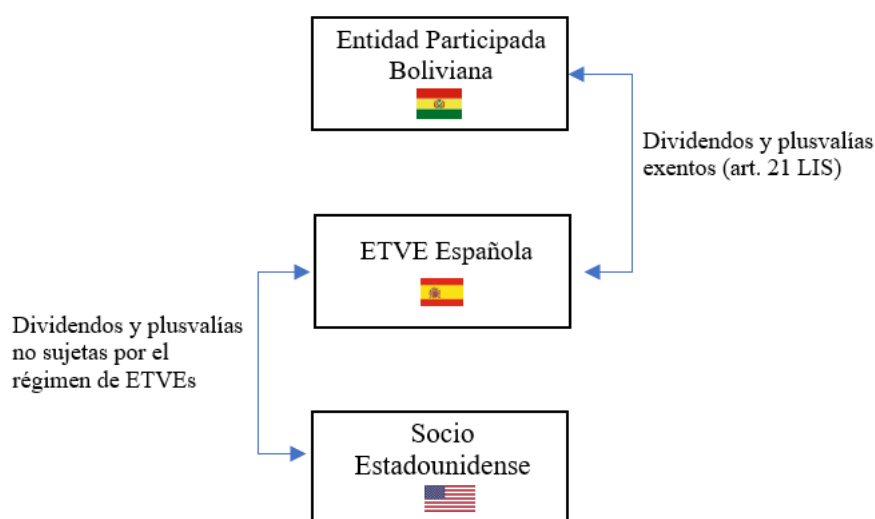 Entidad Participada
Boliviana
Dividendos y plusvalías
exentos (art. 21 LIS)
ETVE Española
Dividendos y plusvalías
no sujetas por el
régimen de ETVEs
Socio
Estadounidense